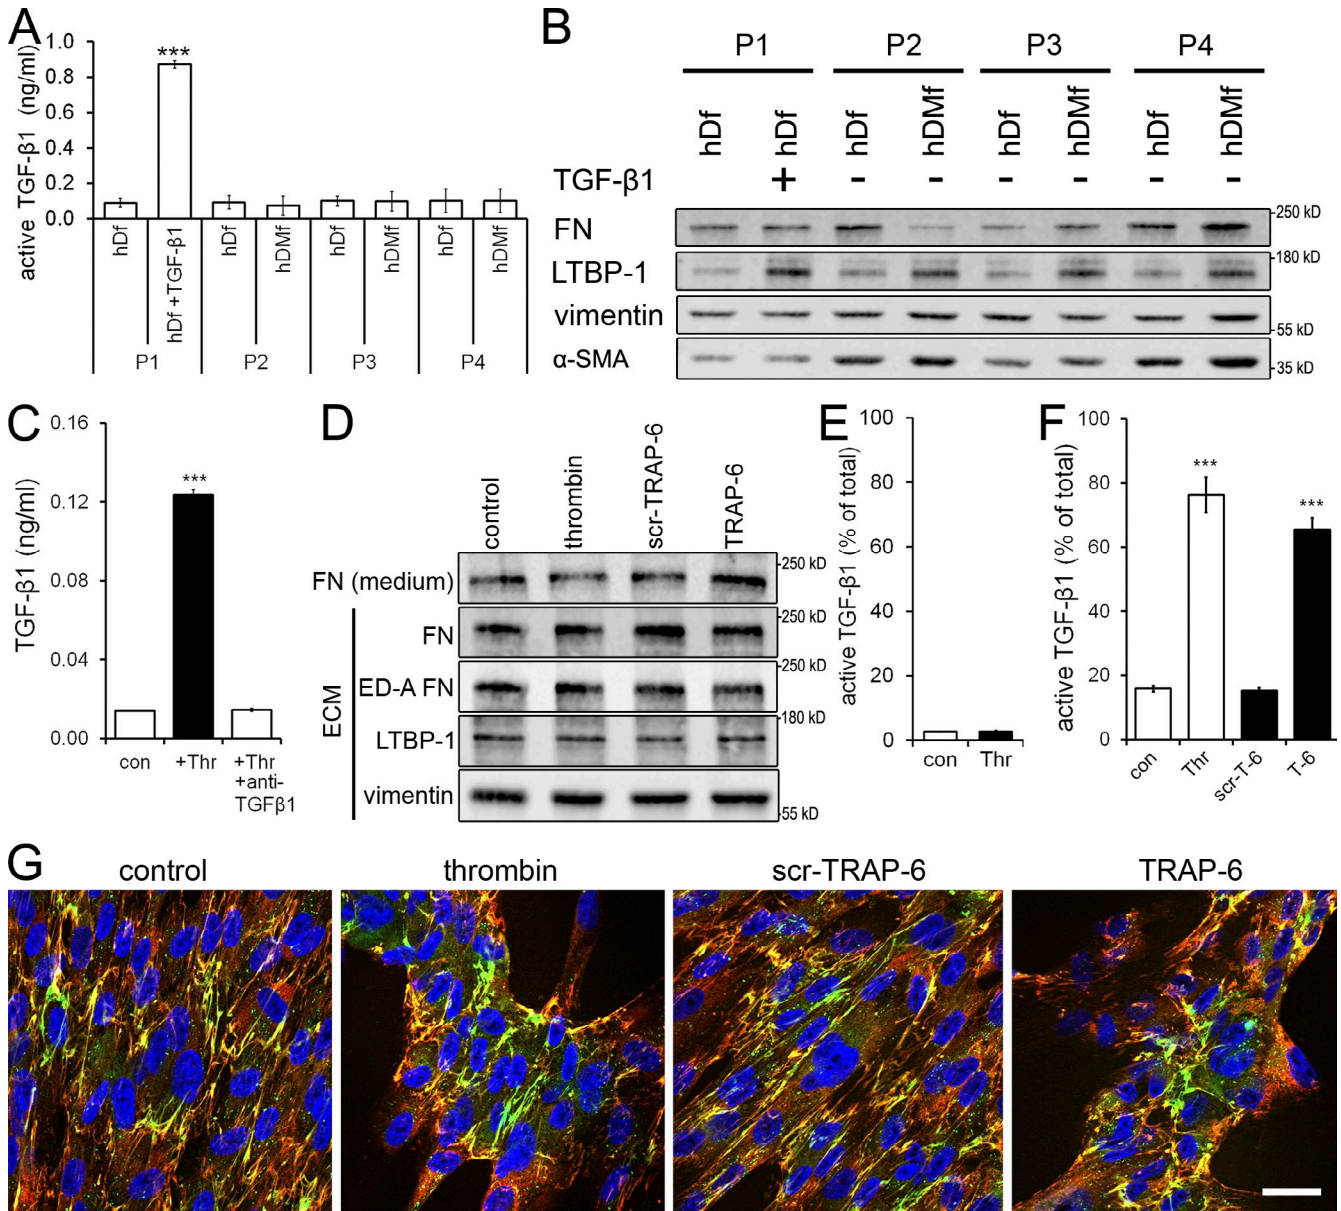 A
active TGF-β1 (ng/ml)
1.0
0.8
0.6
0.4
0.2
0.0
***
hDf
hDf +TGF-β1
hDf
hDMf
hDf
hDMf
hDf
hDMf
P1
P2
P3
P4
B
P1
P2
P3
P4
hDf
hDf
hDf
hDMf
hDf
hDMf
hDf
hDMf
TGF-β1
+ - - - - - -
FN
-250 kD
LTBP-1
-180 kD
vimentin
-55 kD
α-SMA
-35 kD
C
TGF-β1 (ng/ml)
0.16
0.12
0.08
0.04
0.00
***
con
+Thr
+Thr
+anti-
TGFβ1
D
control
thrombin
scr-TRAP-6
TRAP-6
FN (medium)
-250 kD
ECM
FN
-250 kD
ED-A FN
-250 kD
LTBP-1
-180 kD
vimentin
-55 kD
E
active TGF-β1 (% of total)
100
80
60
40
20
0
con
Thr
F
active TGF-β1 (% of total)
100
80
60
40
20
0
***
***
con
Thr
scr-T-6
T-6
G
control
thrombin
scr-TRAP-6
TRAP-6